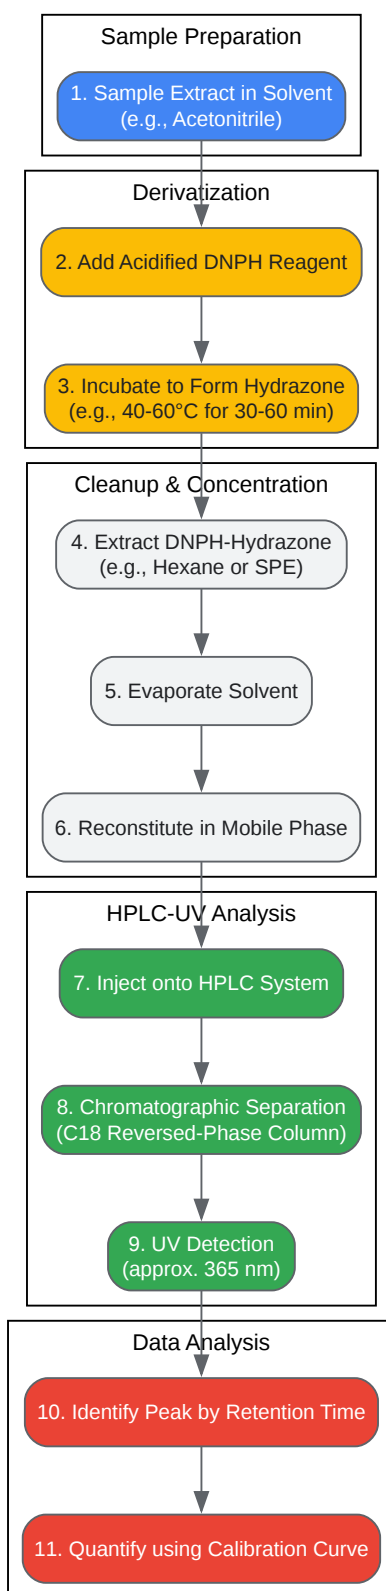 Sample Preparation
1. Sample Extract in Solvent
(e.g., Acetonitrile)
Derivatization
2. Add Acidified DNPH Reagent
3. Incubate to Form Hydrazone
(e.g., 40-60°C for 30-60 min)
Cleanup & Concentration
4. Extract DNPH-Hydrazone
(e.g., Hexane or SPE)
5. Evaporate Solvent
6. Reconstitute in Mobile Phase
HPLC-UV Analysis
7. Inject onto HPLC System
8. Chromatographic Separation
(C18 Reversed-Phase Column)
9. UV Detection
(approx. 365 nm)
Data Analysis
10. Identify Peak by Retention Time
11. Quantify using Calibration Curve